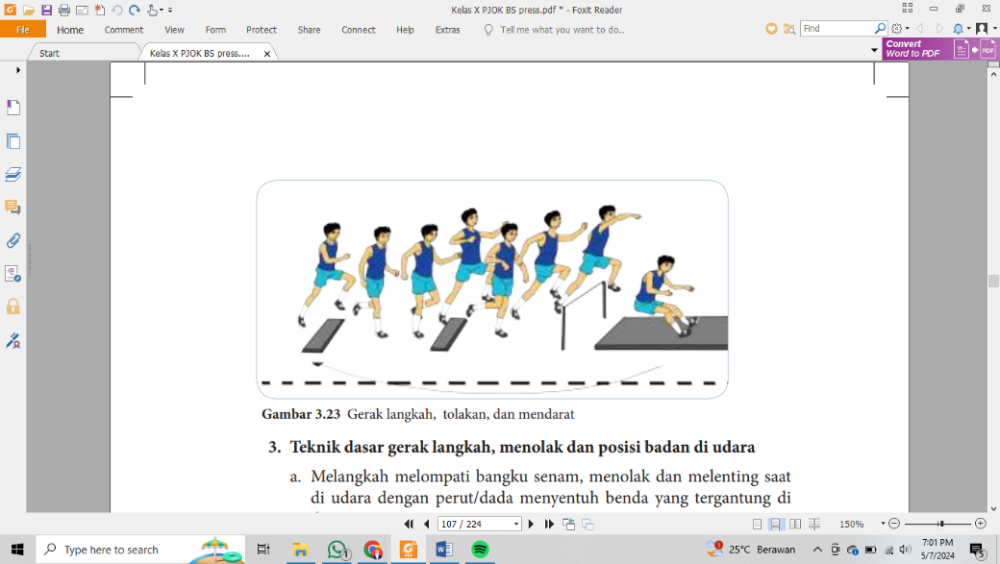 Kelas X PJOK BS press.pdf * - Foxit Reader
File Home Comment View Form Protect Share Connect Help Extras Tell me what you want to do.. Find
Start Kelas X PJOK BS press.... Convert
Word to PDF
Gambar 3.23 Gerak langkah, tolakan, dan mendarat
3. Teknik dasar gerak langkah, menolak dan posisi badan di udara
a. Melangkah melompati bangku senam, menolak dan melenting saat
di udara dengan perut/dada menyentuh benda yang tergantung di
107 / 224 150%
Type here to search 1 25°C Berawan 7:01 PM
5/7/2024 5